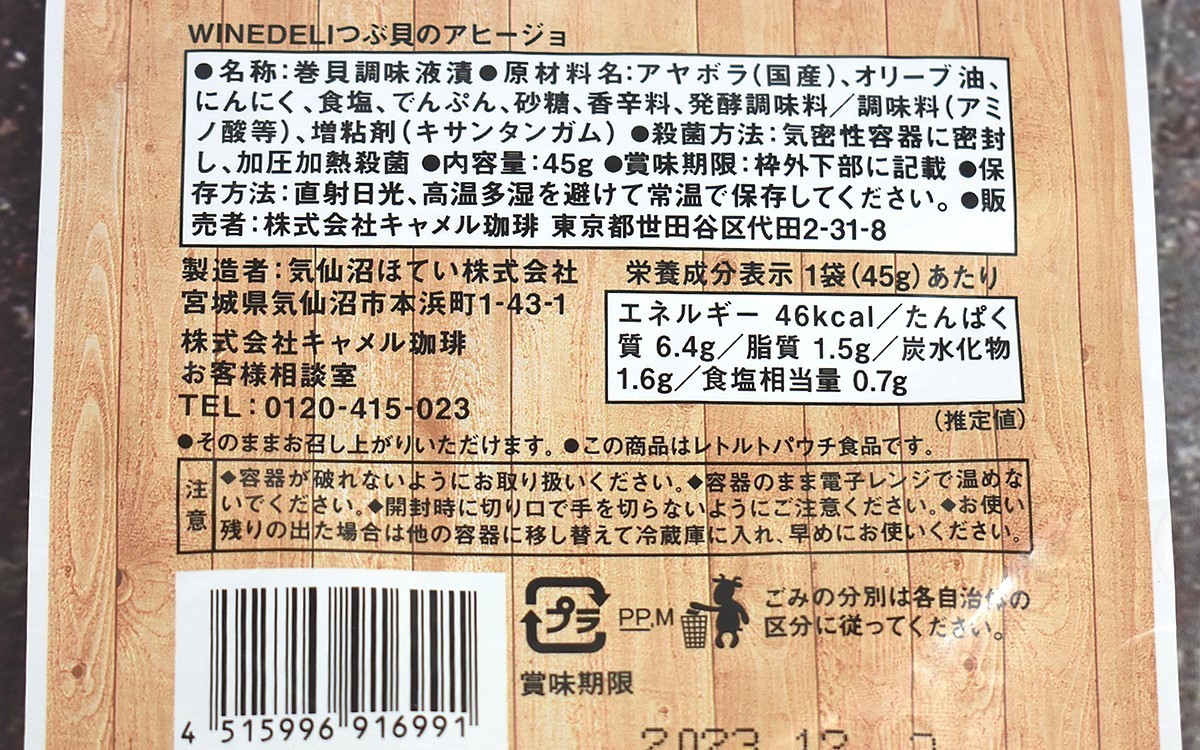 WINEDELIつぶ貝のアヒージョ
●名称:巻貝調味液漬●原材料名:アヤボラ(国産)、オリーブ油、
にんにく、食塩、でんぷん、砂糖、香辛料、発酵調味料／調味料(アミ
ノ酸等)、増粘剤(キサンタンガム) ●殺菌方法:気密性容器に密封
し、加圧加熱殺菌 ●内容量:45g ●賞味期限:枠外下部に記載 ●保
存方法:直射日光、高温多湿を避けて常温で保存してください。●販
売者:株式会社キャメル珈琲 東京都世田谷区代田2-31-8
製造者:気仙沼ほてい株式会社
宮城県気仙沼市本浜町1-43-1
株式会社キャメル珈琲
お客様相談室
TEL:0120-415-023
栄養成分表示 1袋(45g)あたり
エネルギー 46kcal／たんぱく
質 6.4g／脂質 1.5g／炭水化物
1.6g／食塩相当量 0.7g
(推定値)
●そのままお召し上がりいただけます。●この商品はレトルトパウチ食品です。
注意
◆容器が破れないようにお取り扱いください。◆容器のまま電子レンジで温めな
いでください。◆開封時に切り口で手を切らないようにご注意ください。◆お使い
残りの出た場合は他の容器に移し替えて冷蔵庫に入れ、早めにお使いください。
プラ
PP,M
ごみの分別は各自治体の
区分に従ってください。
賞味期限
4 515996 916991
2023.12